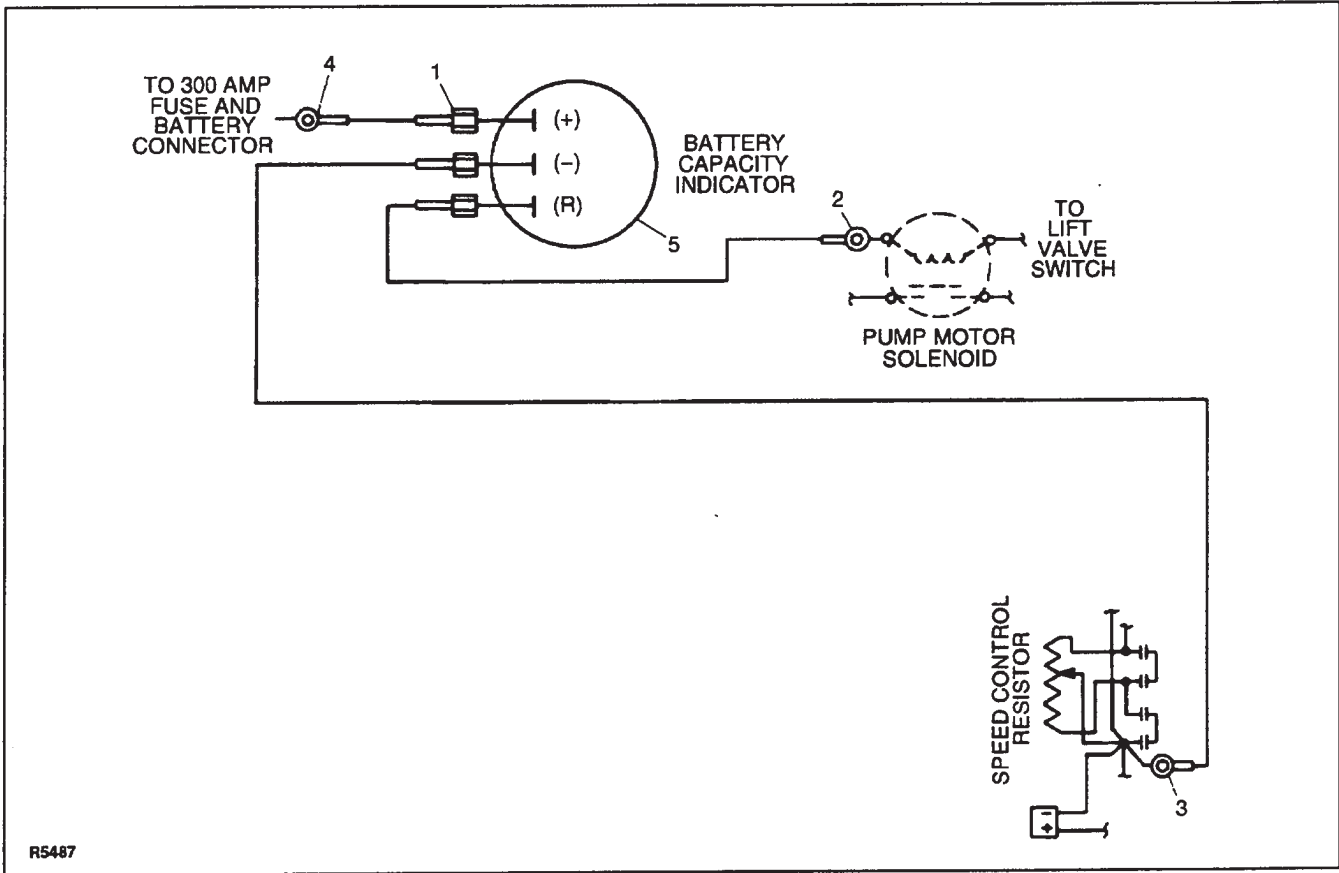 TO 300 AMP
FUSE AND
BATTERY
CONNECTOR
4
1
(+)
(−)
(R)
BATTERY
CAPACITY
INDICATOR
5
2
TO
LIFT
VALVE
SWITCH
PUMP MOTOR
SOLENOID
SPEED CONTROL
RESISTOR
3
−
+
R5487